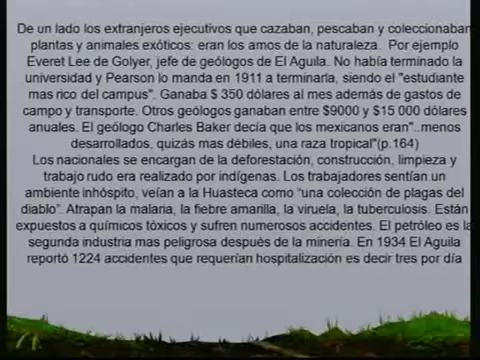 De un lado los extranjeros ejecutivos que cazaban, pescaban y coleccionaban
plantas y animales exóticos: eran los amos de la naturaleza. Por ejemplo
Everet Lee de Golyer, jefe de geólogos de El Aguila. No había terminado la
universidad y Pearson lo manda en 1911 a terminarla, siendo el "estudiante
mas rico del campus". Ganaba $ 350 dólares al mes además de gastos de
campo y transporte. Otros geólogos ganaban entre $9000 y $15 000 dólares
anuales. El geólogo Charles Baker decía que los mexicanos eran"..menos
desarrollados, quizás mas débiles, una raza tropical"(p.164)
Los nacionales se encargan de la deforestación, construcción, limpieza y
trabajo rudo era realizado por indígenas. Los trabajadores sentían un
ambiente inhóspito, veían a la Huasteca como "una colección de plagas del
diablo". Atrapan la malaria, la fiebre amarilla, la viruela, la tuberculosis. Están
expuestos a químicos tóxicos y sufren numerosos accidentes. El petróleo es la
segunda industria mas peligrosa después de la minería. En 1934 El Aguila
reportó 1224 accidentes que requerían hospitalización es decir tres por día